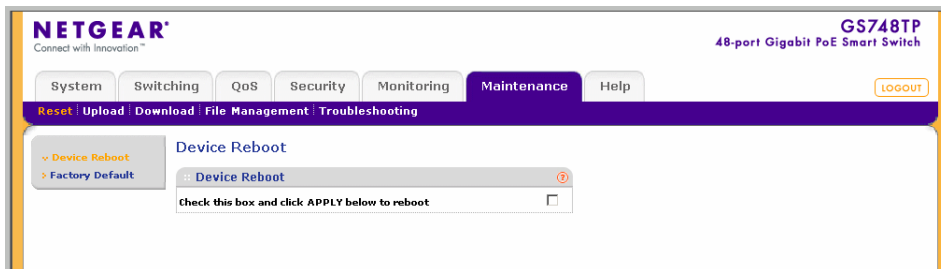 NETGEAR®
Connect with Innovation™
GS748TP
48-port Gigabit PoE Smart Switch
System Switching QoS Security Monitoring Maintenance Help
LOGOUT
Reset Upload Download File Management Troubleshooting
Device Reboot
Factory Default
Device Reboot
Device Reboot ?
Check this box and click APPLY below to reboot